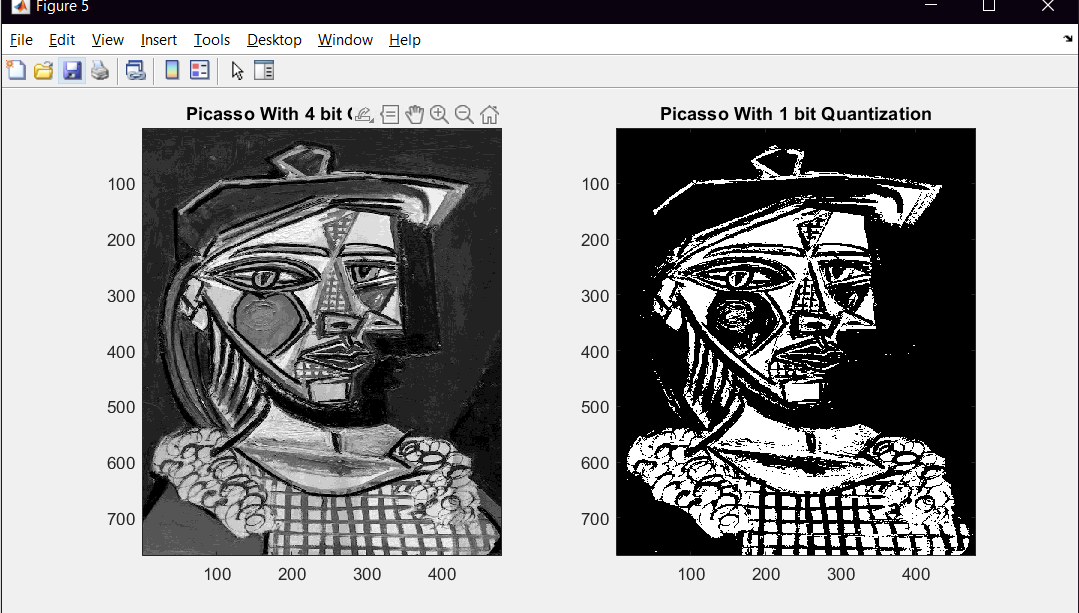 Figure 5
File Edit View Insert Tools Desktop Window Help
Picasso With 4 bit
Picasso With 1 bit Quantization
100
200
300
400
500
600
700
100 200 300 400
100
200
300
400
500
600
700
100 200 300 400